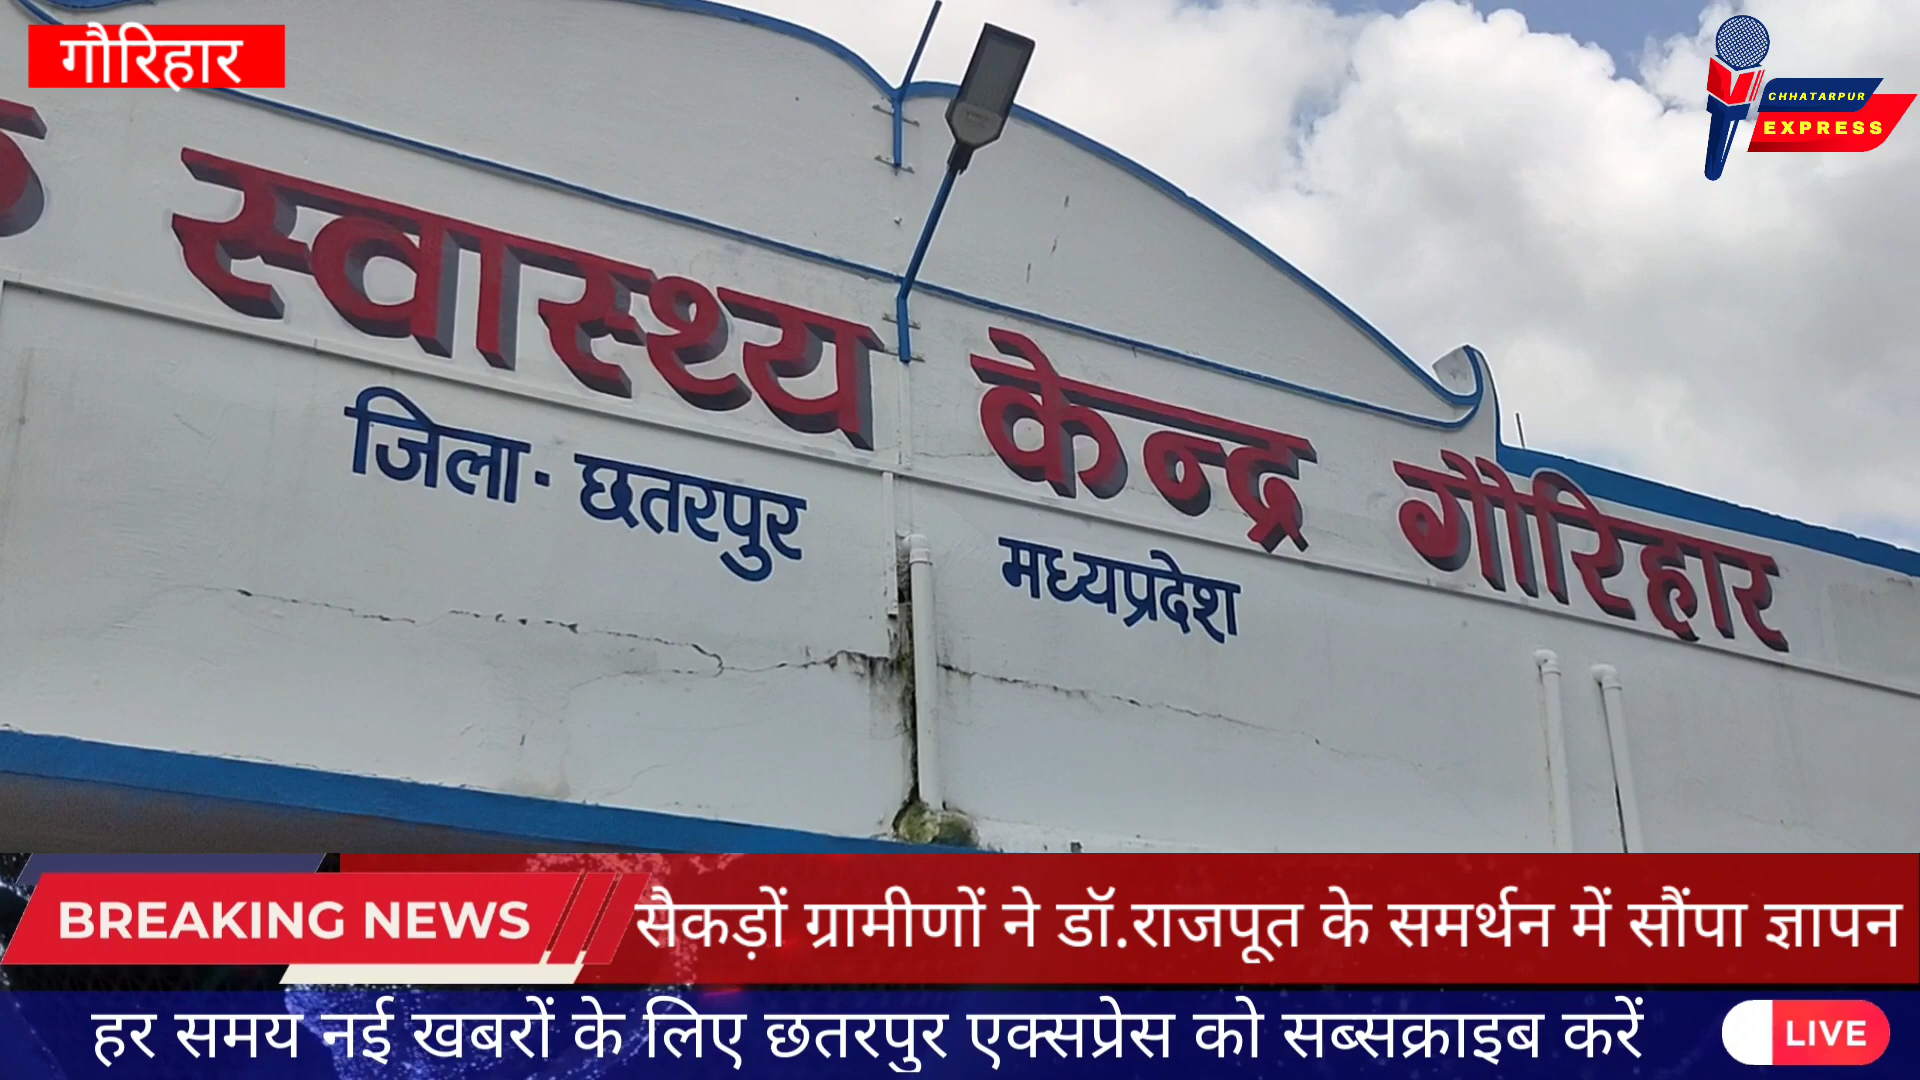 गौरिहार
CHHATARPUR
EXPRESS
स्वास्थ्य केन्द्र गौरिहार
जिला· छतरपुर मध्यप्रदेश
BREAKING NEWS
सैकड़ों ग्रामीणों ने डॉ.राजपूत के समर्थन में सौंपा ज्ञापन
हर समय नई खबरों के लिए छतरपुर एक्सप्रेस को सब्सक्राइब करें
LIVE